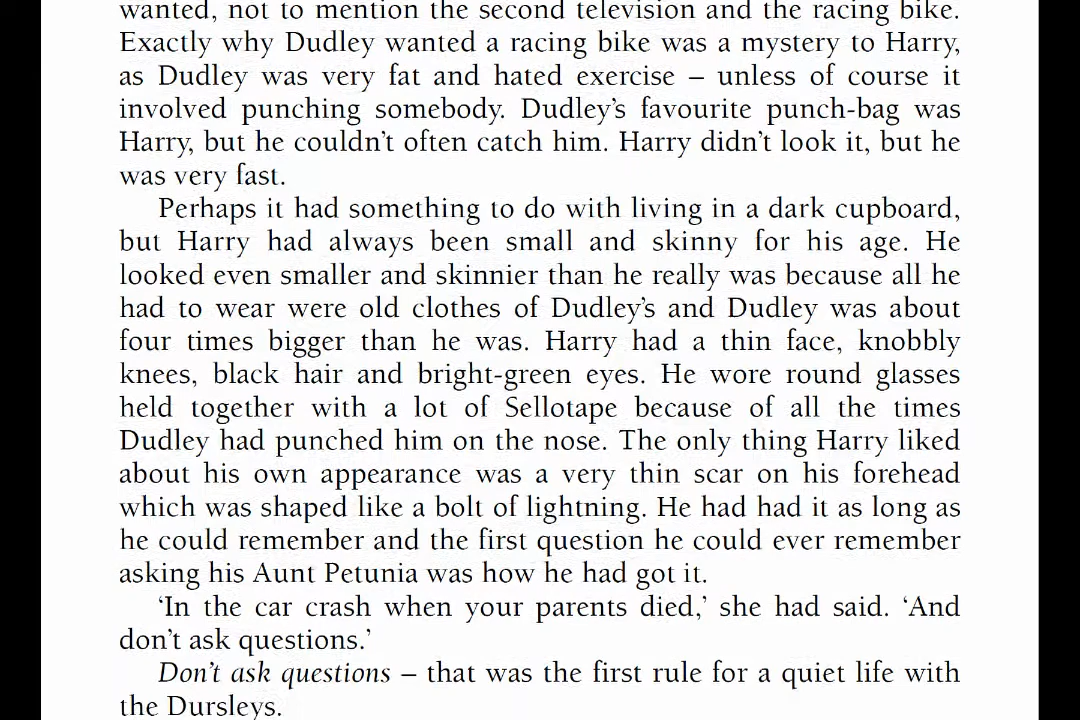 wanted, not to mention the second television and the racing bike.
Exactly why Dudley wanted a racing bike was a mystery to Harry,
as Dudley was very fat and hated exercise – unless of course it
involved punching somebody. Dudley’s favourite punch-bag was
Harry, but he couldn’t often catch him. Harry didn’t look it, but he
was very fast.
Perhaps it had something to do with living in a dark cupboard,
but Harry had always been small and skinny for his age. He
looked even smaller and skinnier than he really was because all he
had to wear were old clothes of Dudley’s and Dudley was about
four times bigger than he was. Harry had a thin face, knobbly
knees, black hair and bright-green eyes. He wore round glasses
held together with a lot of Sellotape because of all the times
Dudley had punched him on the nose. The only thing Harry liked
about his own appearance was a very thin scar on his forehead
which was shaped like a bolt of lightning. He had had it as long as
he could remember and the first question he could ever remember
asking his Aunt Petunia was how he had got it.
‘In the car crash when your parents died,’ she had said. ‘And
don’t ask questions.’
Don’t ask questions – that was the first rule for a quiet life with
the Dursleys.